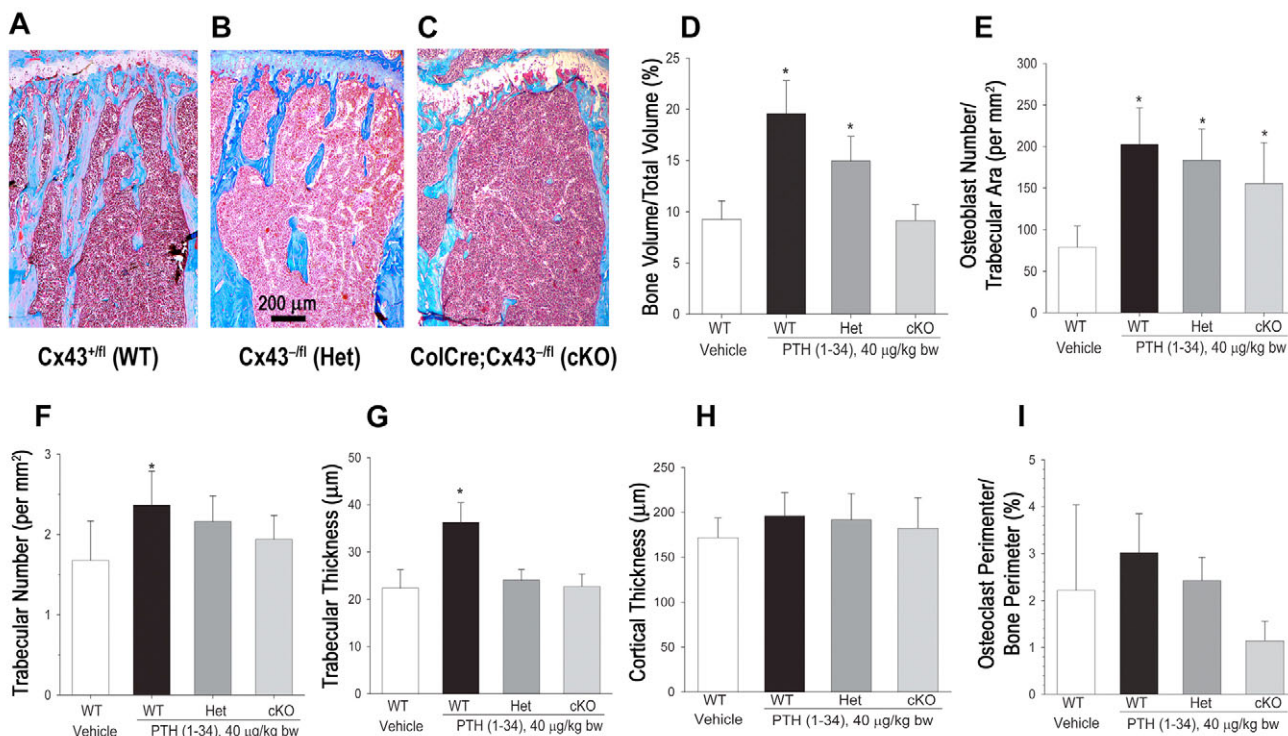 A
B
C
200 μm
Cx43+/fl (WT)
Cx43–/fl (Het)
ColCre;Cx43–/fl (cKO)
D
Bone Volume/Total Volume (%)
25
20
15
10
5
0
WT
WT
Het
cKO
Vehicle
PTH (1-34), 40 μg/kg bw
*
*
E
Osteoblast Number/
Trabecular Ara (per mm2)
300
250
200
150
100
50
0
WT
WT
Het
cKO
Vehicle
PTH (1-34), 40 μg/kg bw
*
*
*
F
Trabecular Number (per mm2)
3
2
1
0
WT
WT
Het
cKO
Vehicle
PTH (1-34), 40 μg/kg bw
*
G
Trabecular Thickness (μm)
50
40
30
20
10
0
WT
WT
Het
cKO
Vehicle
PTH (1-34), 40 μg/kg bw
*
H
Cortical Thickness (μm)
250
200
150
100
50
0
WT
WT
Het
cKO
Vehicle
PTH (1-34), 40 μg/kg bw
I
Osteoclast Perimenter/
Bone Perimeter (%)
5
4
3
2
1
0
WT
WT
Het
cKO
Vehicle
PTH (1-34), 40 μg/kg bw